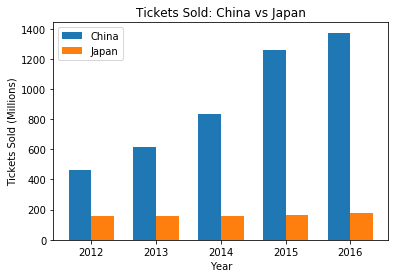 Tickets Sold: China vs Japan
China
Japan
Tickets Sold (Millions)
1400
1200
1000
800
600
400
200
0
2012 2013 2014 2015 2016
Year